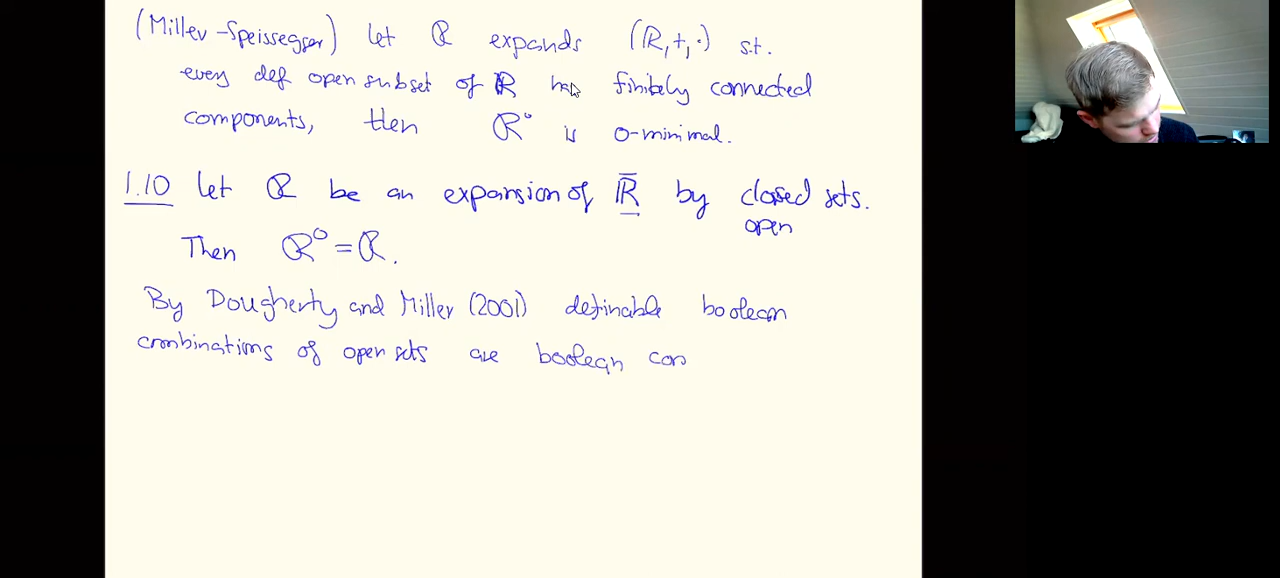 (Miller-Speissegger) Let ℝ expands (ℝ,+,·) s.t.
every def open subset of ℝ has finitely connected
components, then ℝ° is o-minimal.
1.10 Let ℝ be an expansion of ℝ̄ by closed sets.
open
Then ℝ° = ℝ.
By Dougherty and Miller (2001) definable boolean
combinations of open sets are boolean com